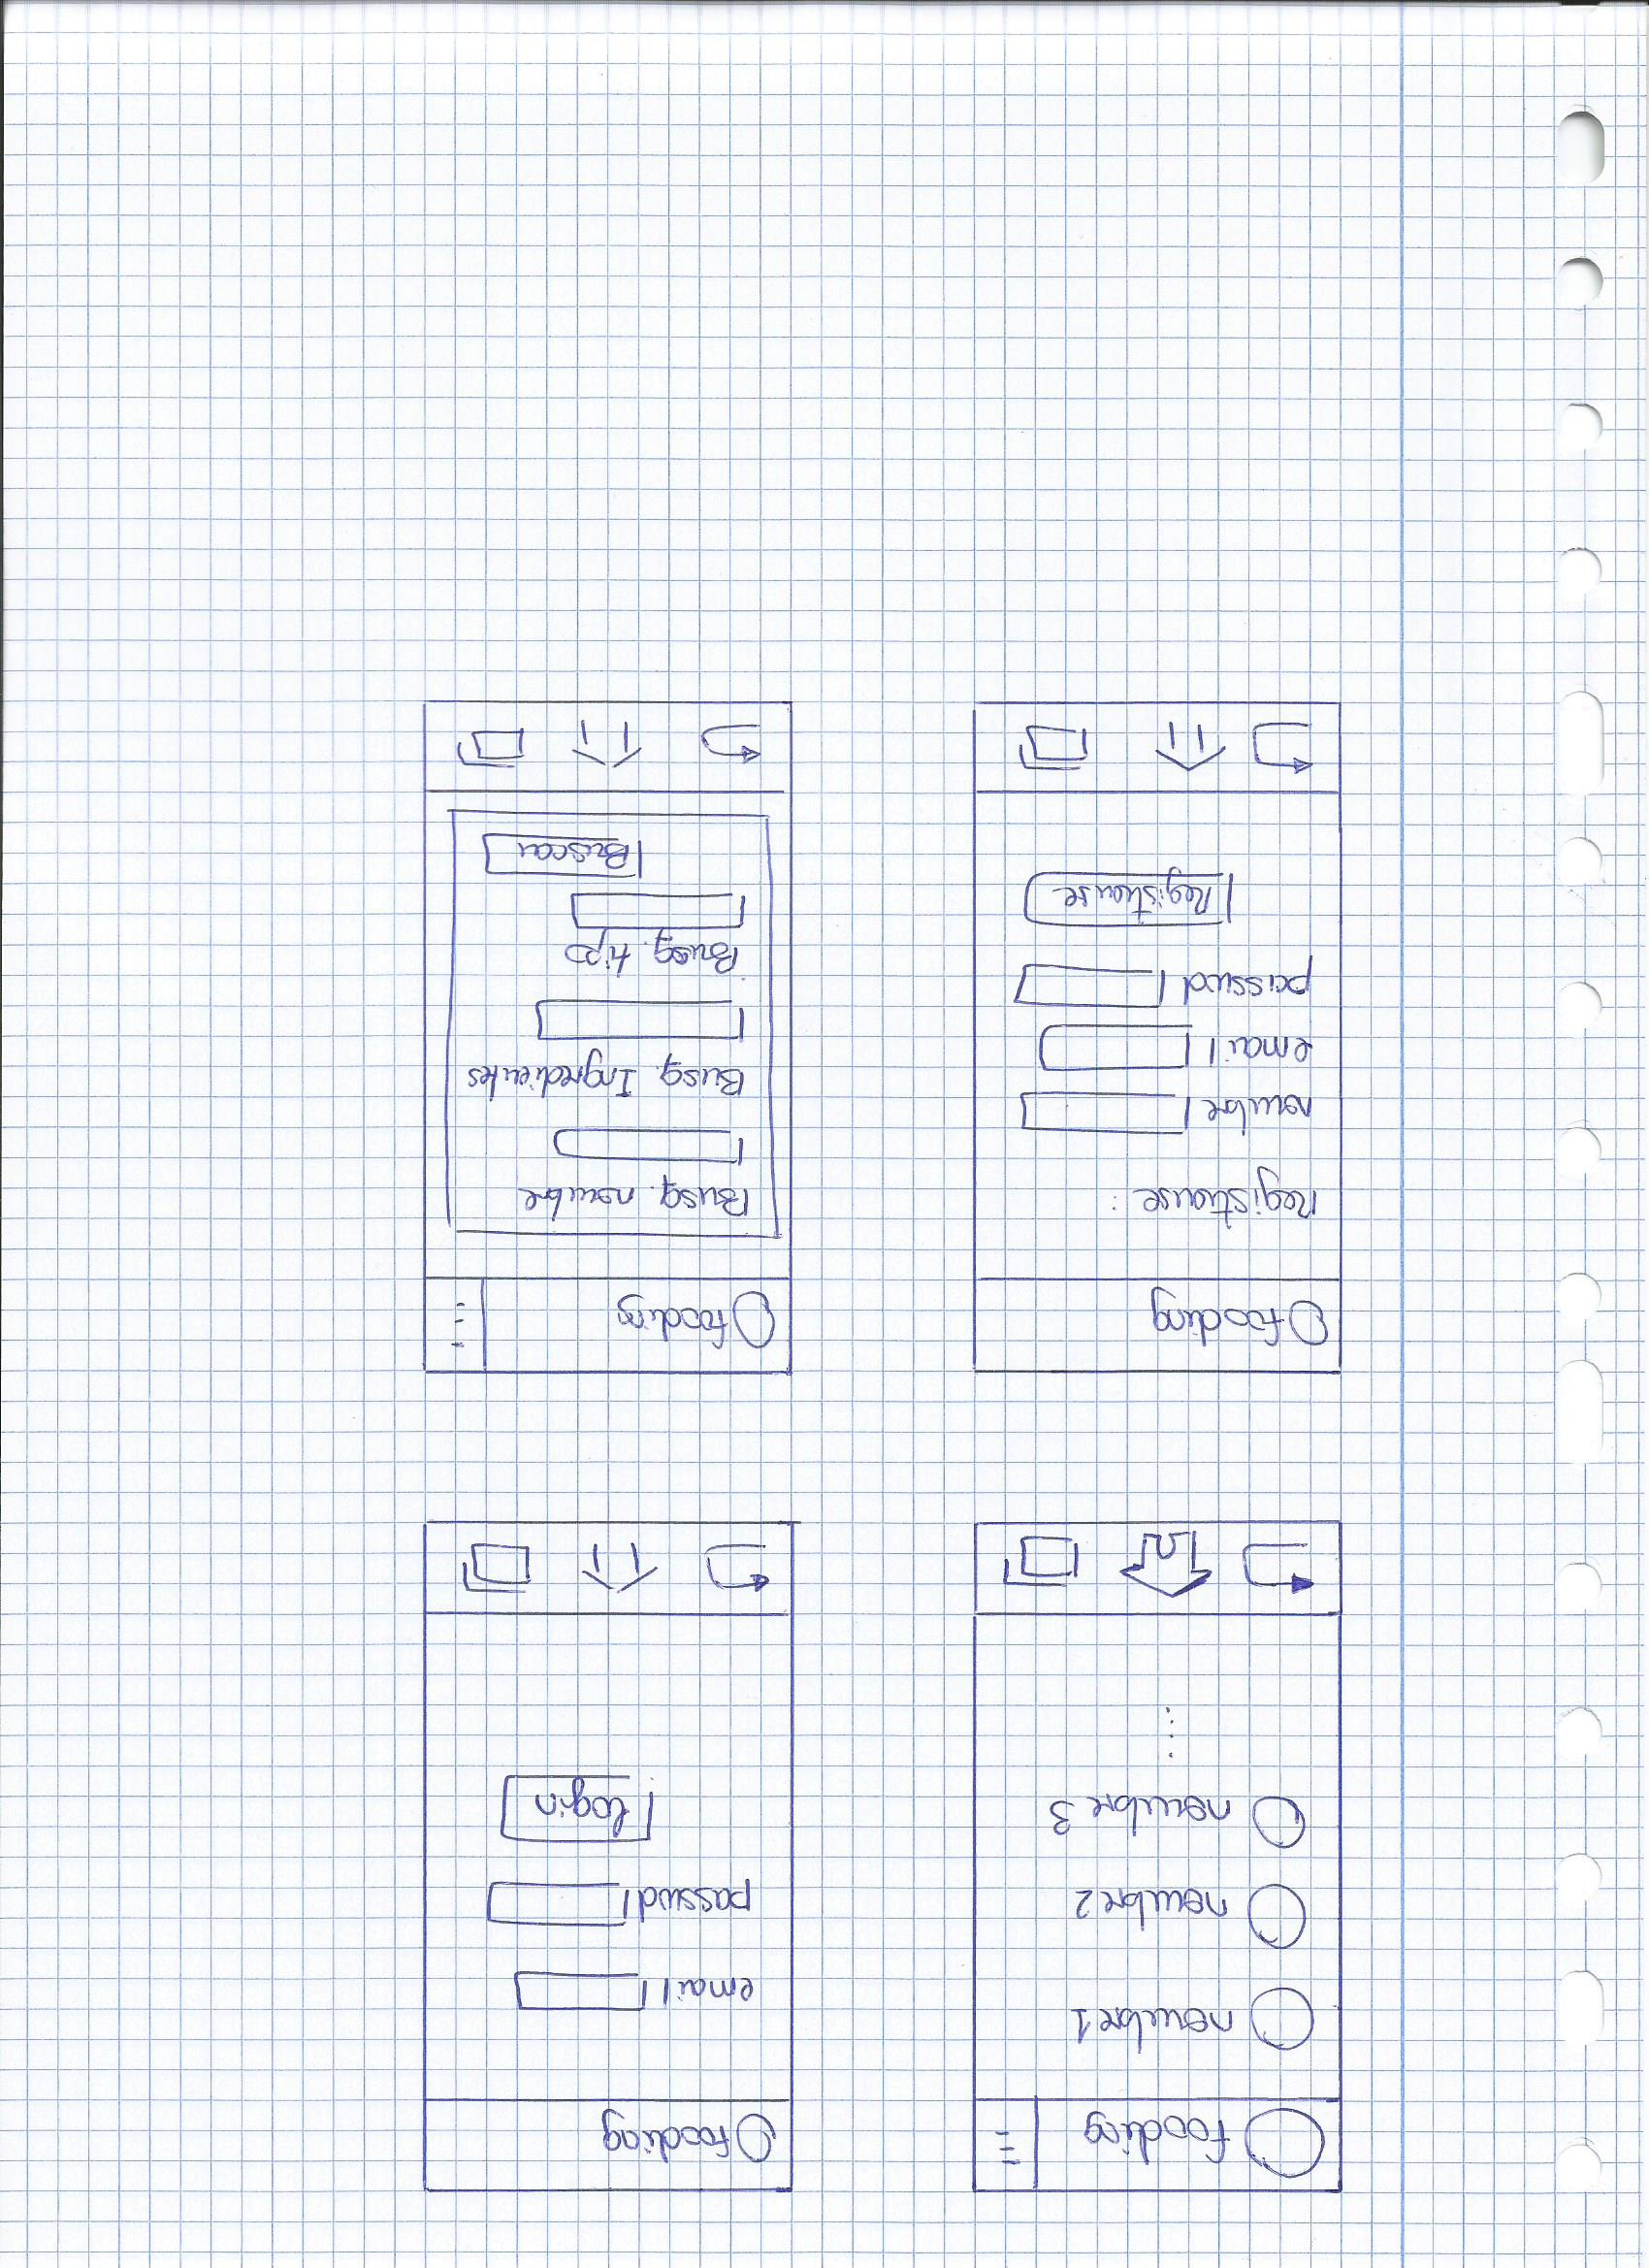 fooding
nombre 1
nombre 2
nombre 3
fooding
email
passwd
login
fooding
Registrarse:
nombre
email
passwd
Registrarse
fooding
Busq. nombre
Busq. Ingredientes
Busq. tipo
Buscar